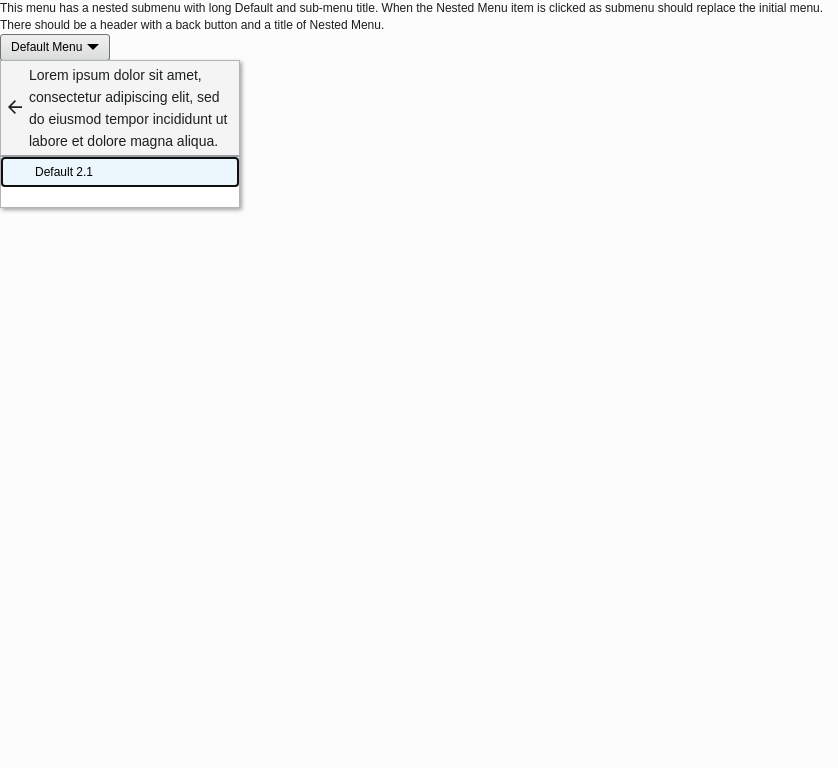 This menu has a nested submenu with long Default and sub-menu title. When the Nested Menu item is clicked as submenu should replace the initial menu.
There should be a header with a back button and a title of Nested Menu.
Default Menu
Lorem ipsum dolor sit amet,
consectetur adipiscing elit, sed
do eiusmod tempor incididunt ut
labore et dolore magna aliqua.
Default 2.1